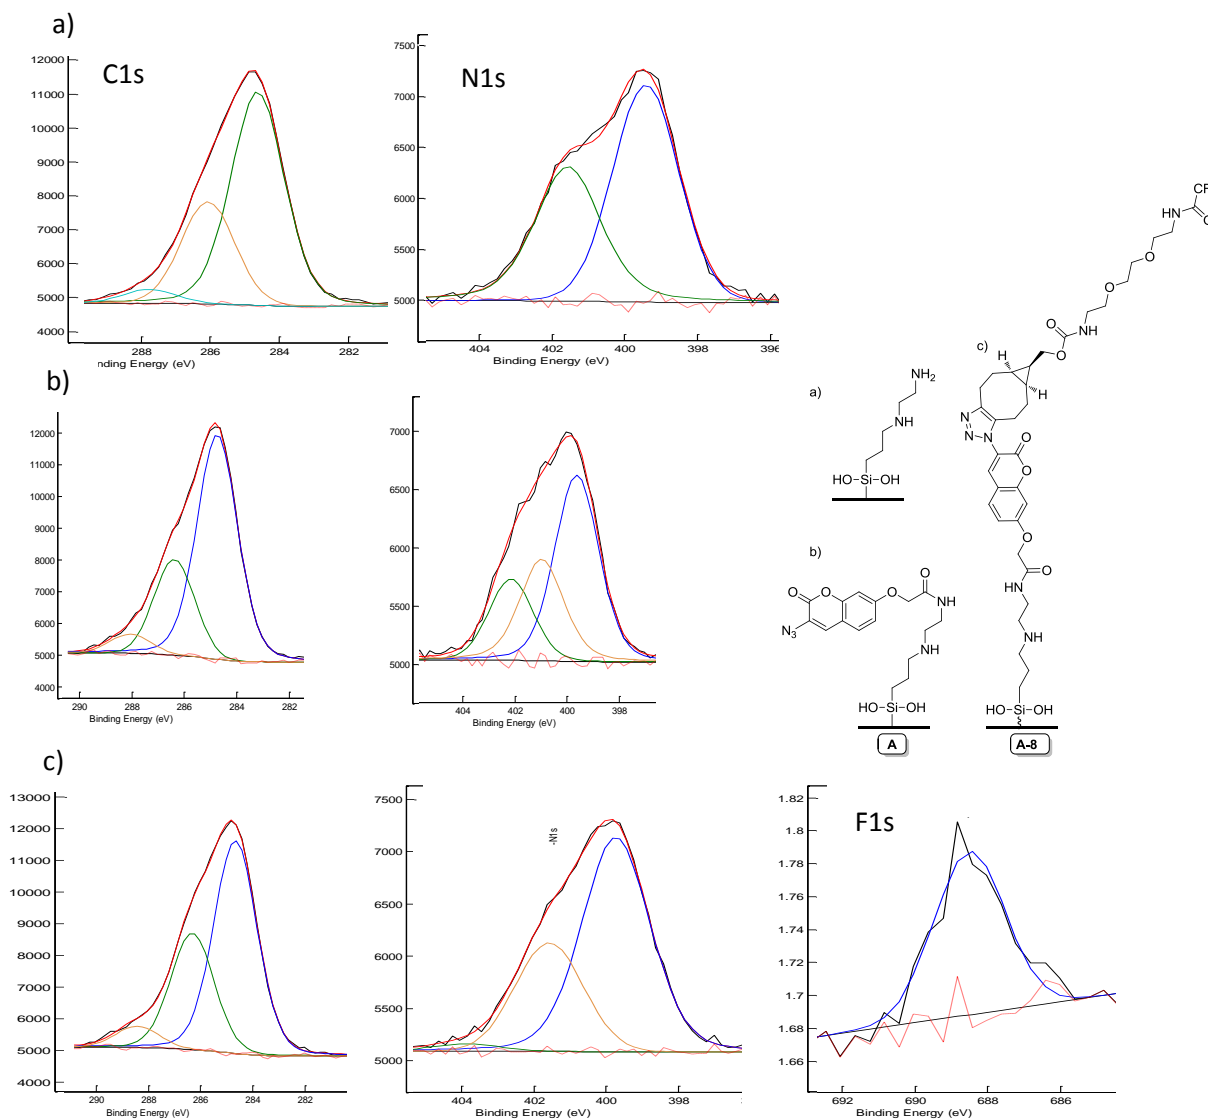 a)
C1s
12000
11000
10000
9000
8000
7000
6000
5000
4000
288
286
284
282
nding Energy (eV)
N1s
7500
7000
6500
6000
5500
5000
404
402
400
398
396
Binding Energy (eV)
b)
12000
11000
10000
9000
8000
7000
6000
5000
4000
290
288
286
284
282
Binding Energy (eV)
7000
6500
6000
5500
5000
404
402
400
398
Binding Energy (eV)
a)
NH2
NH
HO-Si-OH
b)
O
O
O
O
N3
NH
NH
HO-Si-OH
A
c)
CF
NH
O
O
O
O
NH
O
H
H
N
N
N
O
O
O
O
NH
NH
HO-Si-OH
A-8
c)
13000
12000
11000
10000
9000
8000
7000
6000
5000
4000
290
288
286
284
282
Binding Energy (eV)
-N1s
7500
7000
6500
6000
5500
5000
404
402
400
398
Binding Energy (eV)
F1s
1.82
1.8
1.78
1.76
1.74
1.72
1.7
1.68
1.66
692
690
688
686
Binding Energy (eV)